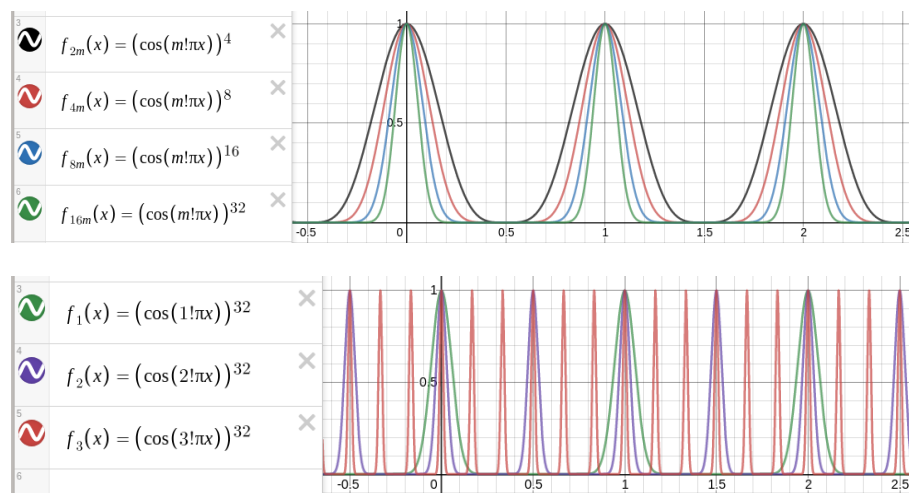 3
f_{2m}(x) = (cos(m!πx))^4
4
f_{4m}(x) = (cos(m!πx))^8
5
f_{8m}(x) = (cos(m!πx))^{16}
6
f_{16m}(x) = (cos(m!πx))^{32}
1
0.5
-0.5 0 0.5 1 1.5 2 2.5
3
f_1(x) = (cos(1!πx))^{32}
4
f_2(x) = (cos(2!πx))^{32}
5
f_3(x) = (cos(3!πx))^{32}
6
1
0.5
-0.5 0 0.5 1 1.5 2 2.5